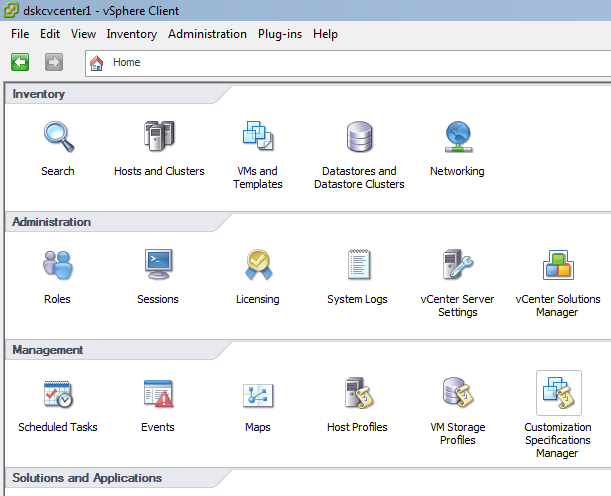 dskcvcenter1 - vSphere Client
File Edit View Inventory Administration Plug-ins Help
Home
Inventory
Search
Hosts and Clusters
VMs and
Templates
Datastores and
Datastore Clusters
Networking
Administration
Roles
Sessions
Licensing
System Logs
vCenter Server
Settings
vCenter Solutions
Manager
Management
Scheduled Tasks
Events
Maps
Host Profiles
VM Storage
Profiles
Customization
Specifications
Manager
Solutions and Applications